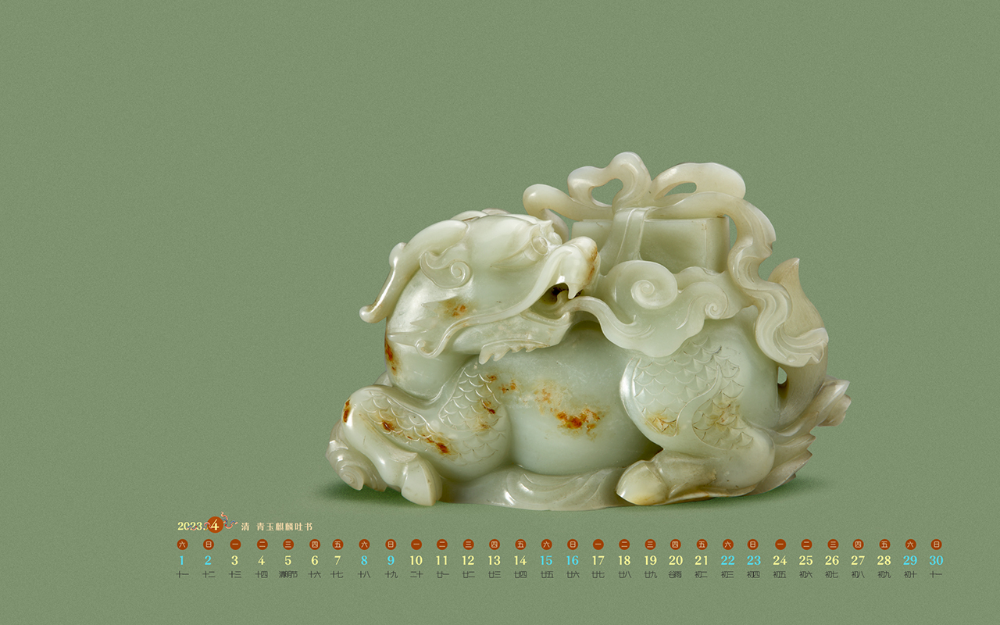 2023. 4 清 青玉麒麟吐书
六 日 一 二 三 四 五 六 日 一 二 三 四 五 六 日 一 二 三 四 五 六 日 一 二 三 四 五 六 日
1 2 3 4 5 6 7 8 9 10 11 12 13 14 15 16 17 18 19 20 21 22 23 24 25 26 27 28 29 30
十一 十二 十三 十四 清明节 十六 十七 十八 十九 二十 廿一 廿二 廿三 廿四 廿五 廿六 廿七 廿八 廿九 谷雨 初二 初三 初四 初五 初六 初七 初八 初九 初十 十一